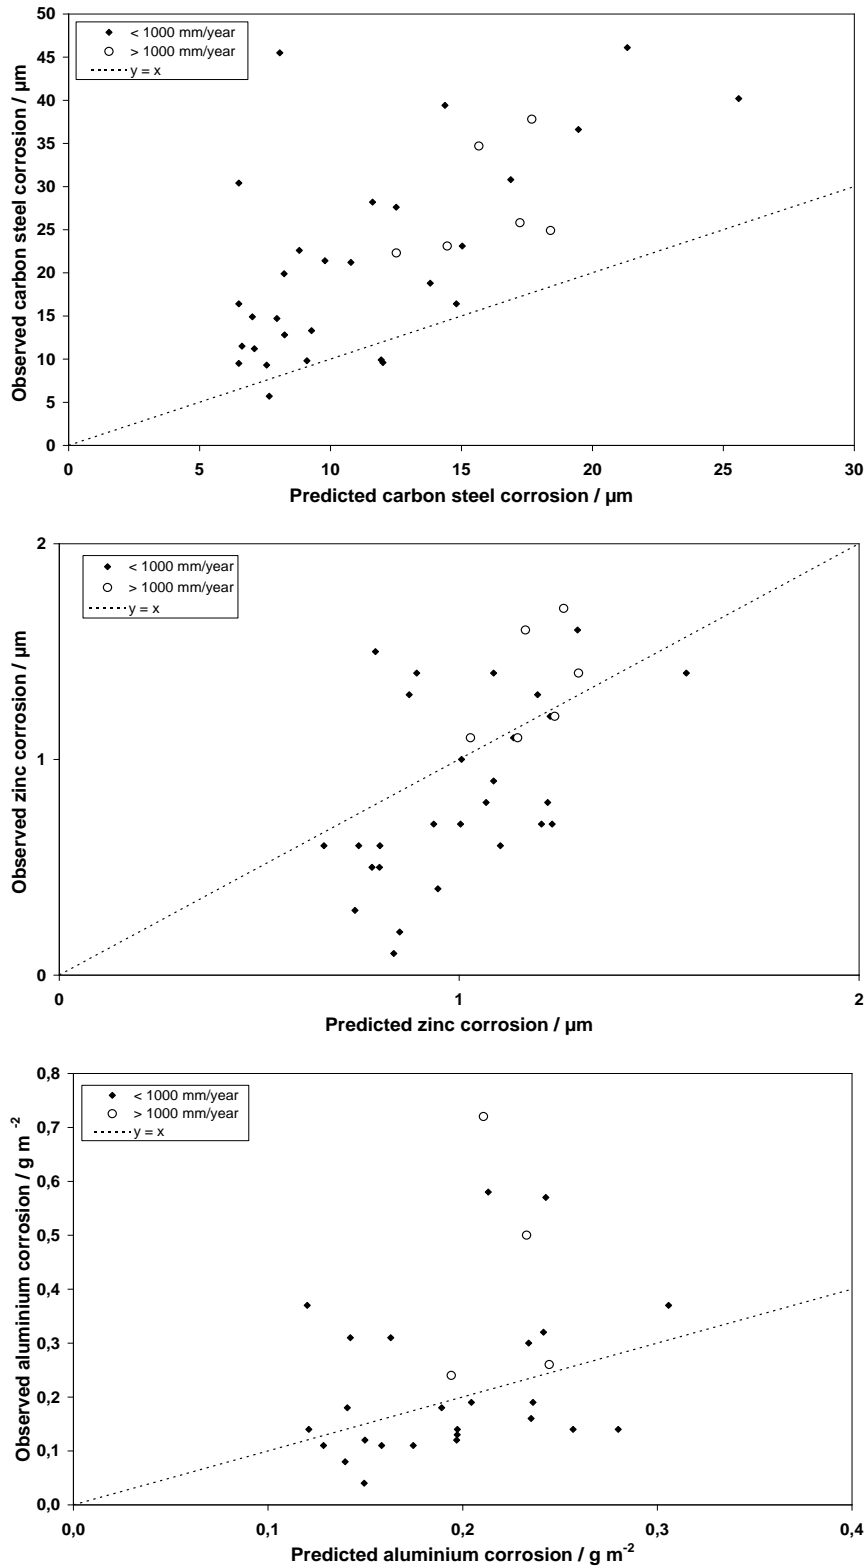 50
45
40
35
30
25
20
15
10
5
0
Observed carbon steel corrosion / µm
< 1000 mm/year
> 1000 mm/year
y = x
0 5 10 15 20 25 30
Predicted carbon steel corrosion / µm
2
1
0
Observed zinc corrosion / µm
< 1000 mm/year
> 1000 mm/year
y = x
0 1 2
Predicted zinc corrosion / µm
0,8
0,7
0,6
0,5
0,4
0,3
0,2
0,1
0,0
Observed aluminium corrosion / g m⁻²
< 1000 mm/year
> 1000 mm/year
y = x
0,0 0,1 0,2 0,3 0,4
Predicted aluminium corrosion / g m⁻²